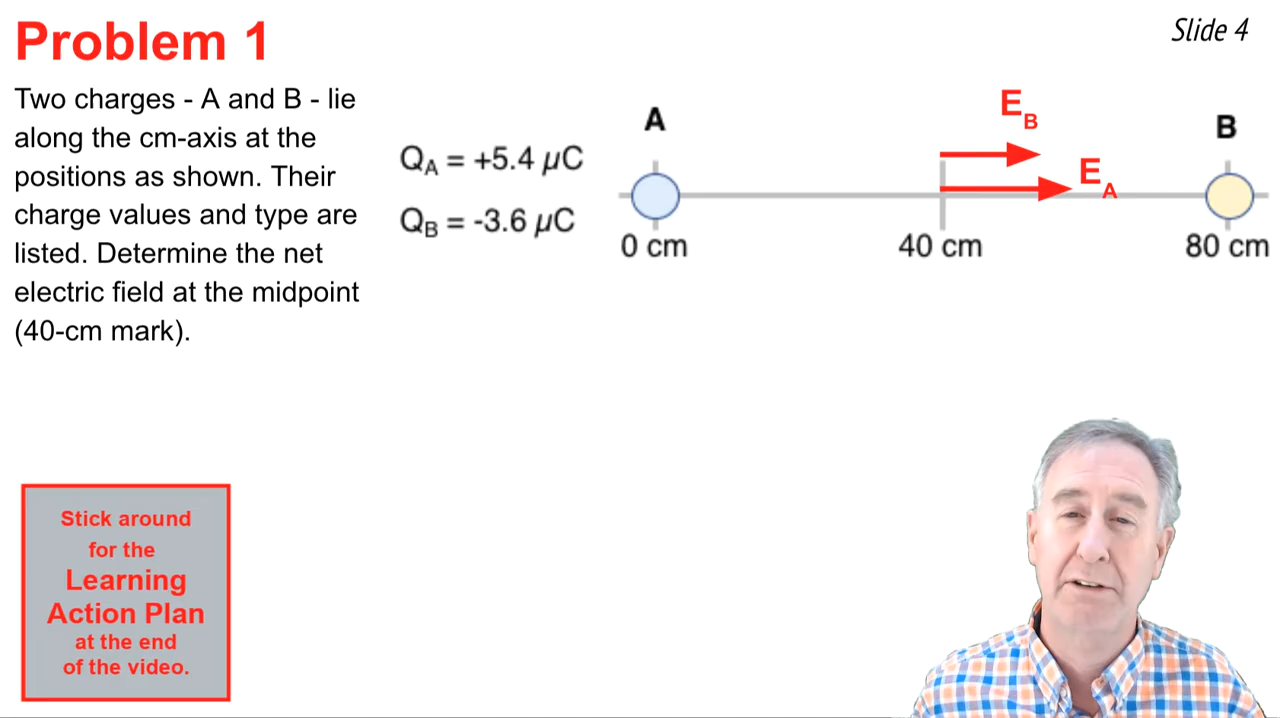 Problem 1
Slide 4
Two charges - A and B - lie
along the cm-axis at the
positions as shown. Their
charge values and type are
listed. Determine the net
electric field at the midpoint
(40-cm mark).
Q_A = +5.4 µC
Q_B = -3.6 µC
A
E_B
E_A
B
0 cm
40 cm
80 cm
Stick around
for the
Learning
Action Plan
at the end
of the video.